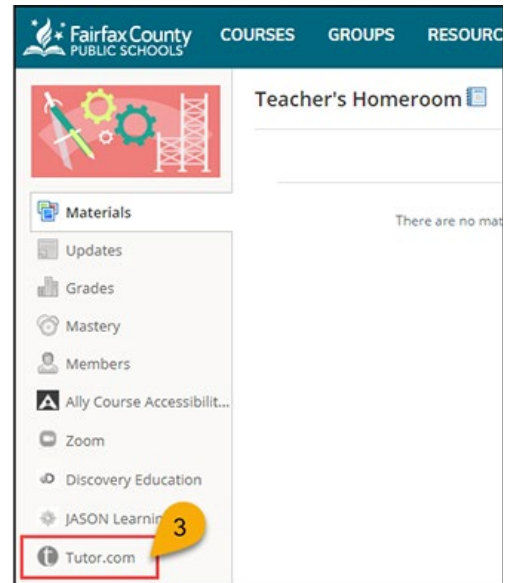 Fairfax County
PUBLIC SCHOOLS
COURSES GROUPS RESOURC
Teacher's Homeroom
Materials
There are no mat
Updates
Grades
Mastery
Members
A Ally Course Accessibilit...
Zoom
D Discovery Education
JASON Learnin
3
t Tutor.com